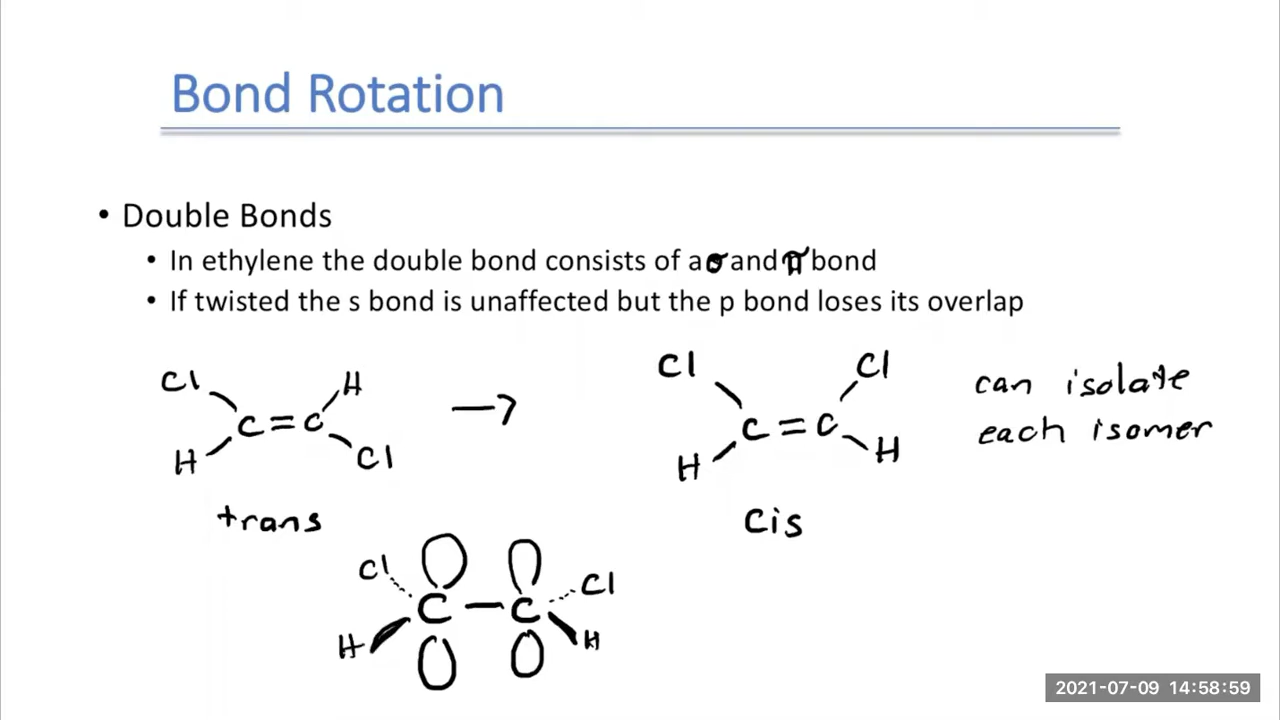 Bond Rotation
• Double Bonds
• In ethylene the double bond consists of a σ and π bond
• If twisted the s bond is unaffected but the p bond loses its overlap
Cl H
C=C
H Cl
trans
→
Cl Cl
C=C
H H
cis
can isolate
each isomer
Cl Cl
C—C
H H
2021-07-09 14:58:59